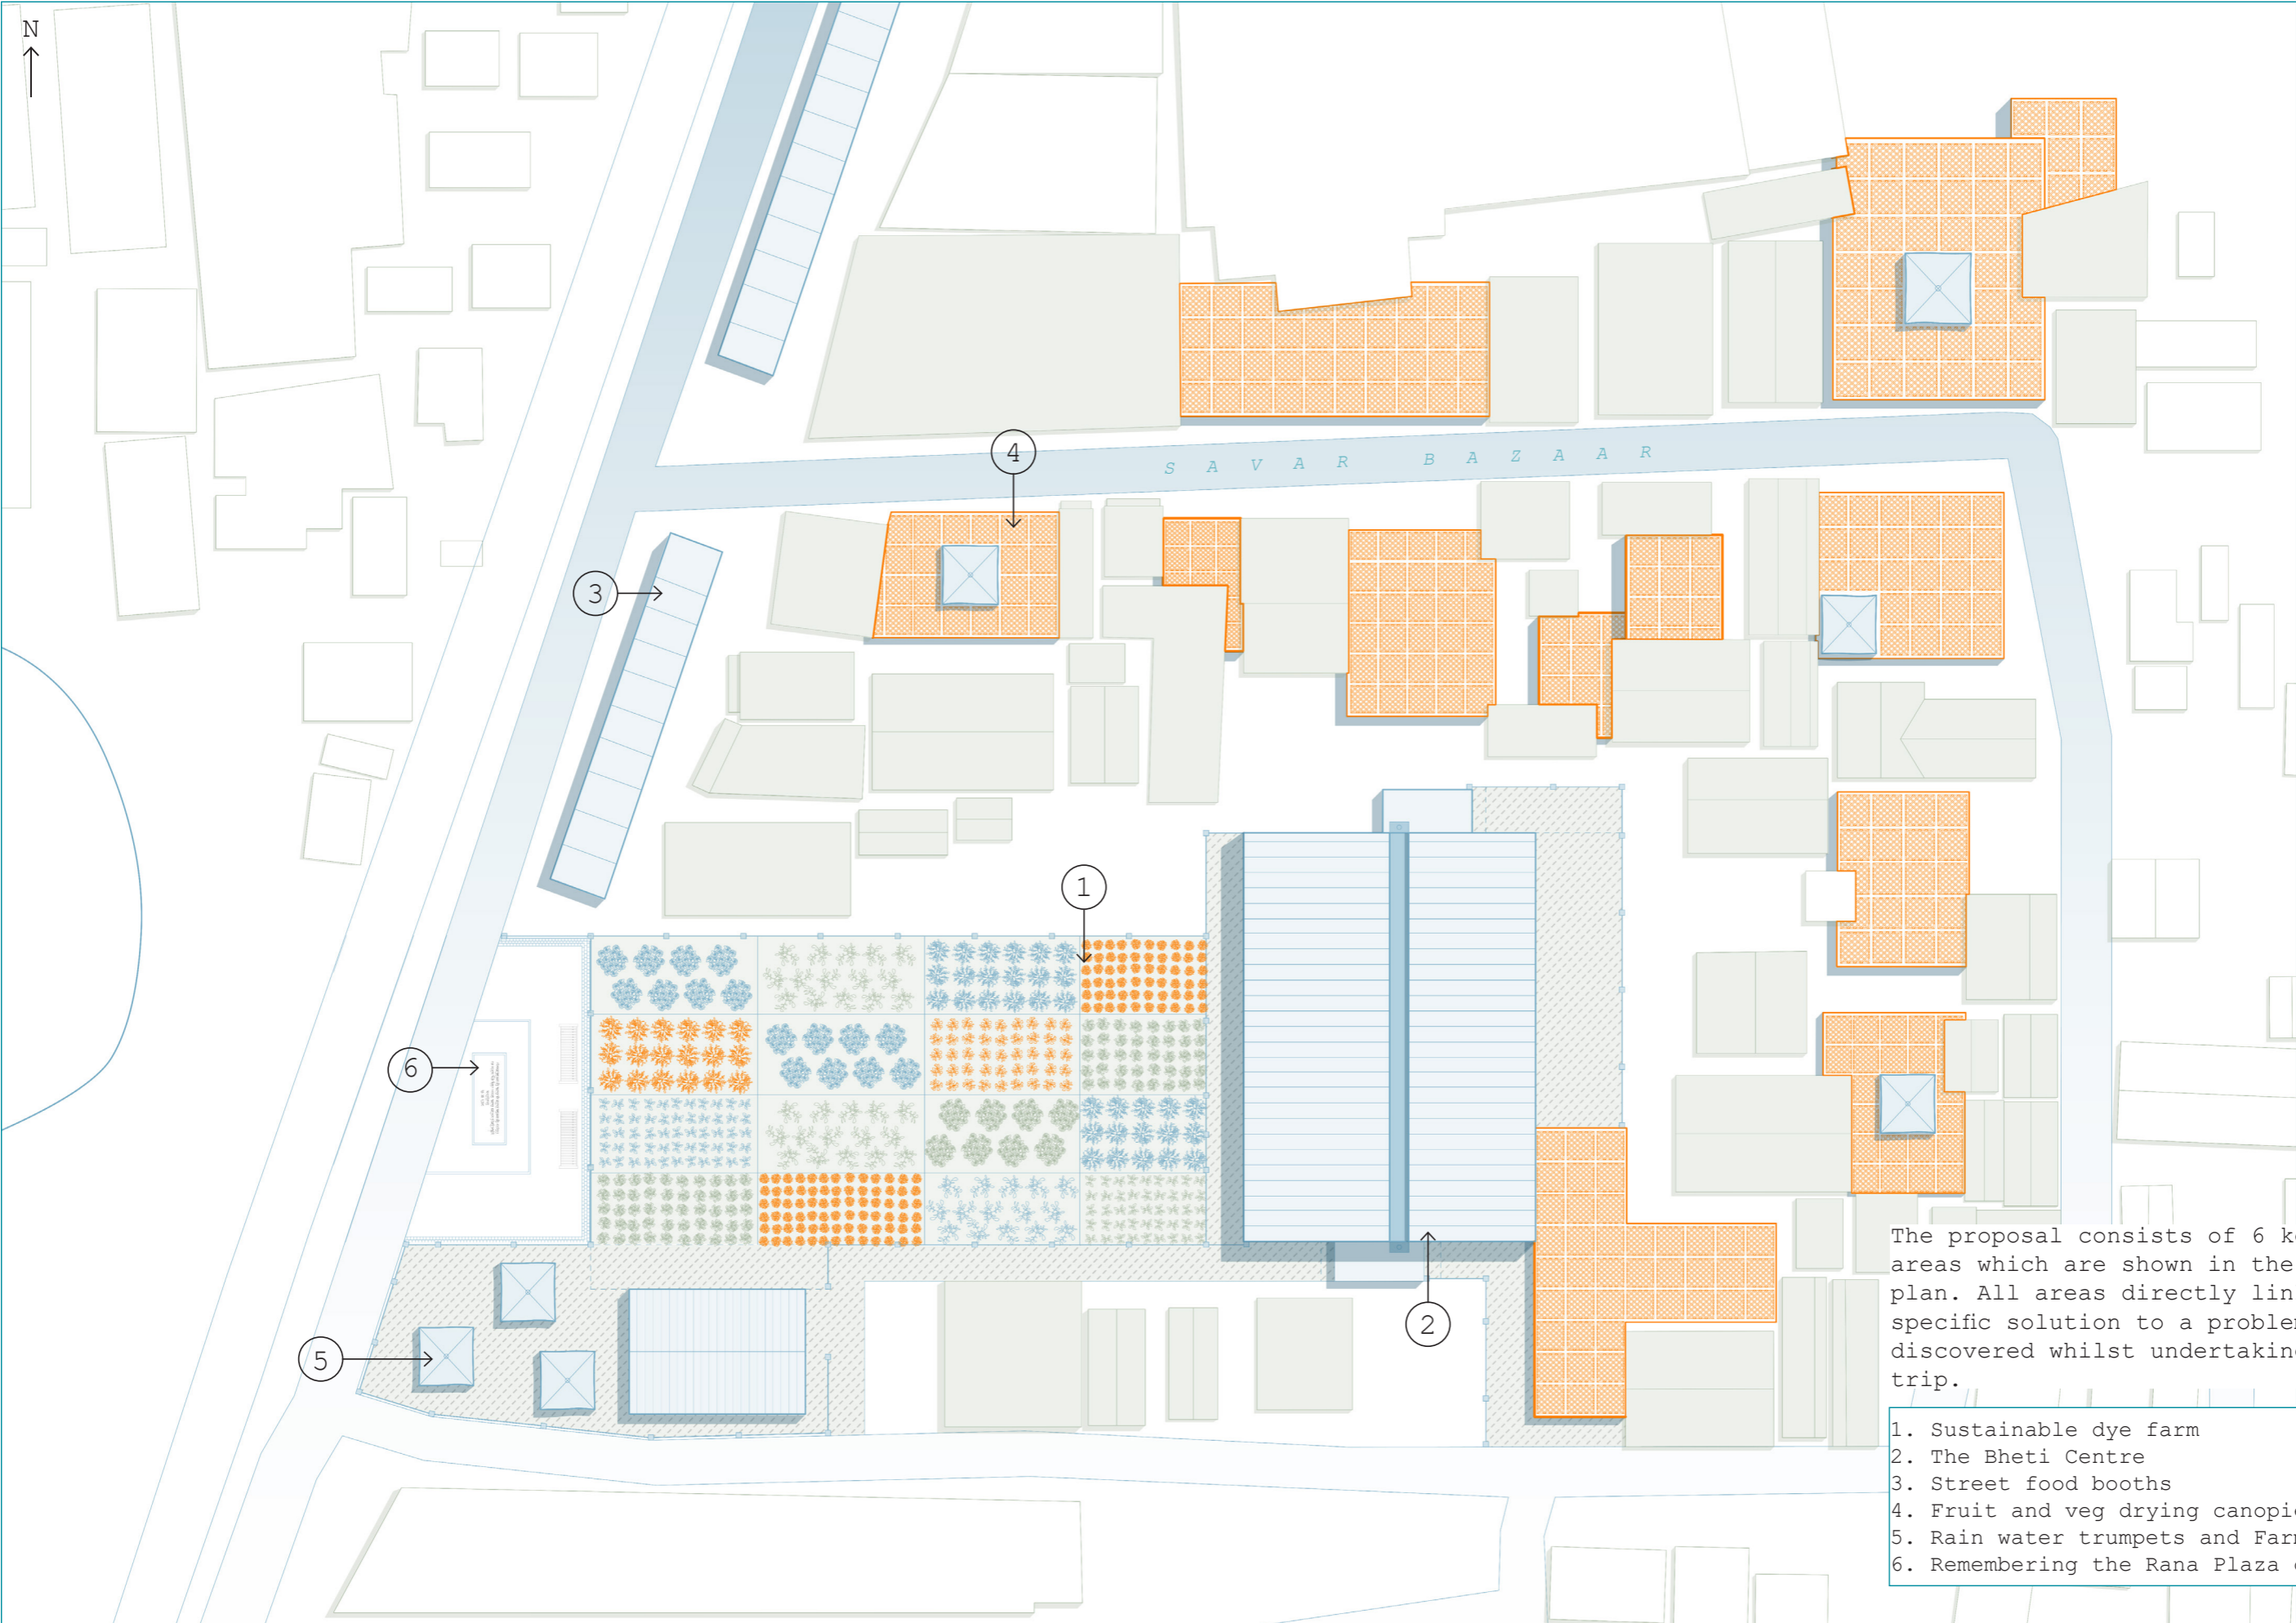 N
SAVAR BAZAAR
4
3
1
6
5
2
The proposal consists of 6 k
areas which are shown in the
plan. All areas directly lin
specific solution to a proble
discovered whilst undertakin
trip.
1. Sustainable dye farm
2. The Bheti Centre
3. Street food booths
4. Fruit and veg drying canopi
5. Rain water trumpets and Far
6. Remembering the Rana Plaza